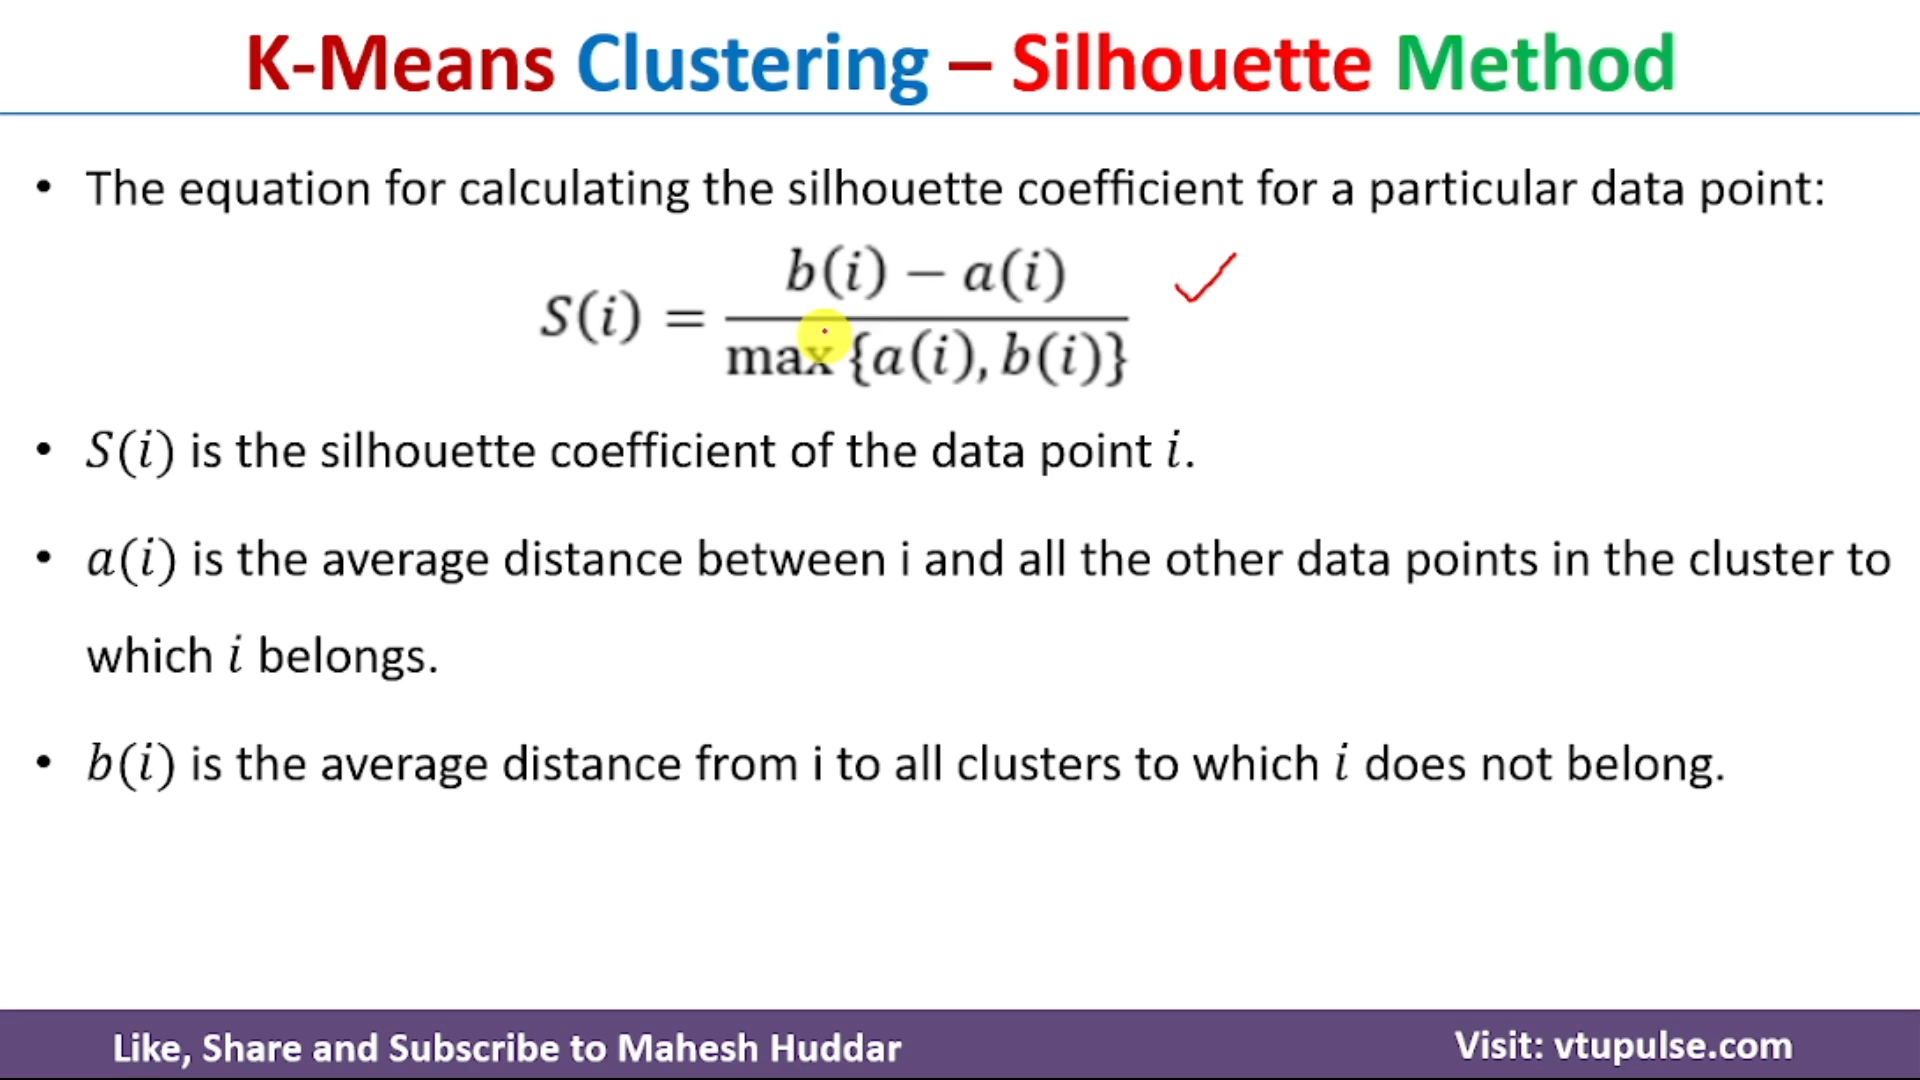 K-Means Clustering – Silhouette Method
• The equation for calculating the silhouette coefficient for a particular data point:
S(i) = \frac{b(i) − a(i)}{max {a(i), b(i)}}
• S(i) is the silhouette coefficient of the data point i.
• a(i) is the average distance between i and all the other data points in the cluster to
which i belongs.
• b(i) is the average distance from i to all clusters to which i does not belong.
Like, Share and Subscribe to Mahesh Huddar
Visit: vtupulse.com